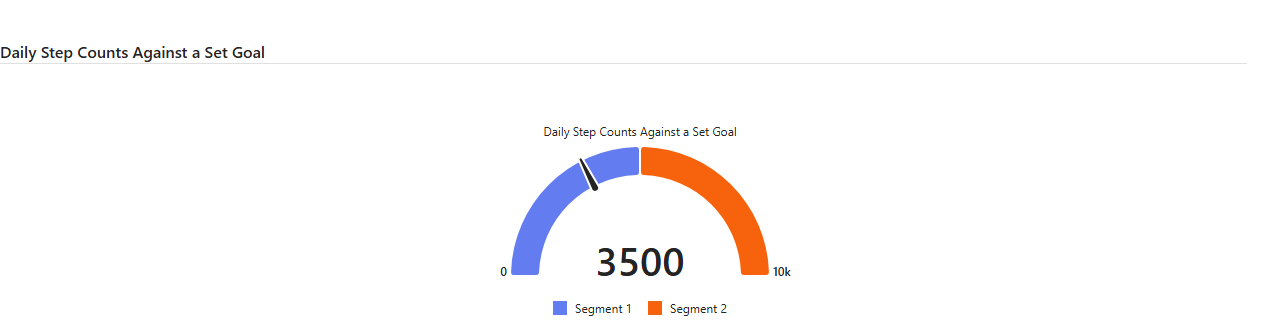 Daily Step Counts Against a Set Goal
Daily Step Counts Against a Set Goal
3500
0 10k
Segment 1 Segment 2